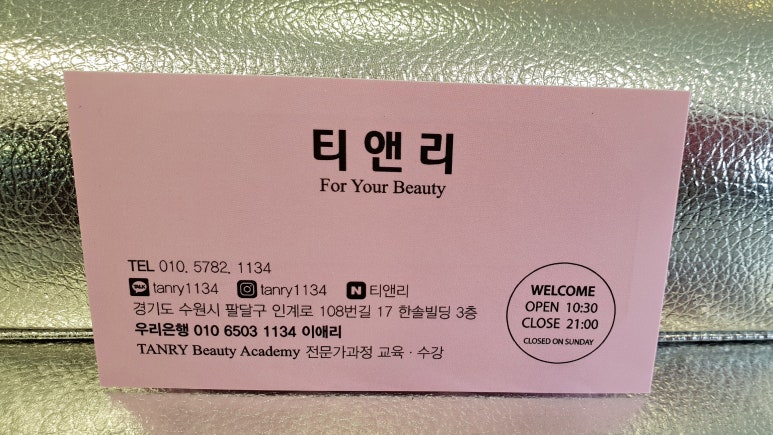 티앤리
For Your Beauty
TEL 010. 5782. 1134
TALK tanry1134 tanry1134 N 티앤리
경기도 수원시 팔달구 인계로 108번길 17 한솔빌딩 3층
우리은행 010 6503 1134 이애리
TANRY Beauty Academy 전문가과정 교육 · 수강
WELCOME
OPEN 10:30
CLOSE 21:00
CLOSED ON SUNDAY